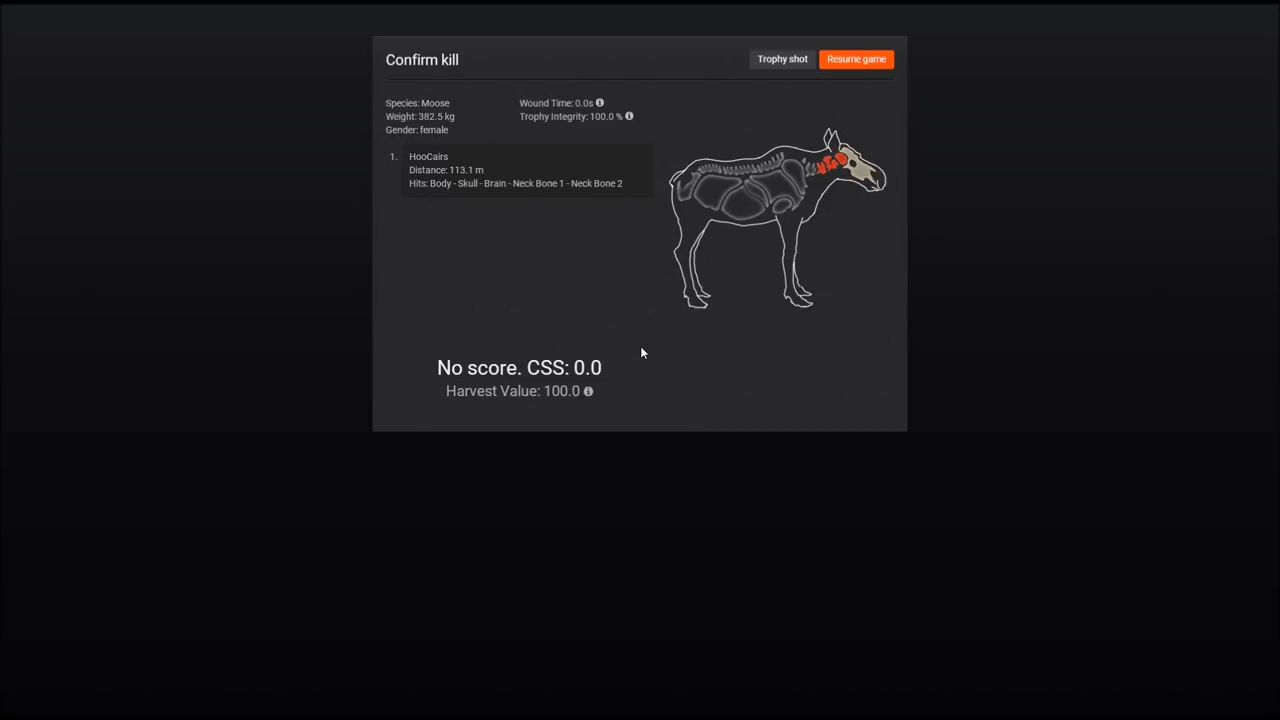 Confirm kill
Trophy shot
Resume game
Species: Moose
Weight: 382.5 kg
Gender: female
Wound Time: 0.0s
Trophy Integrity: 100.0 %
1.
HooCairs
Distance: 113.1 m
Hits: Body - Skull - Brain - Neck Bone 1 - Neck Bone 2
No score. CSS: 0.0
Harvest Value: 100.0